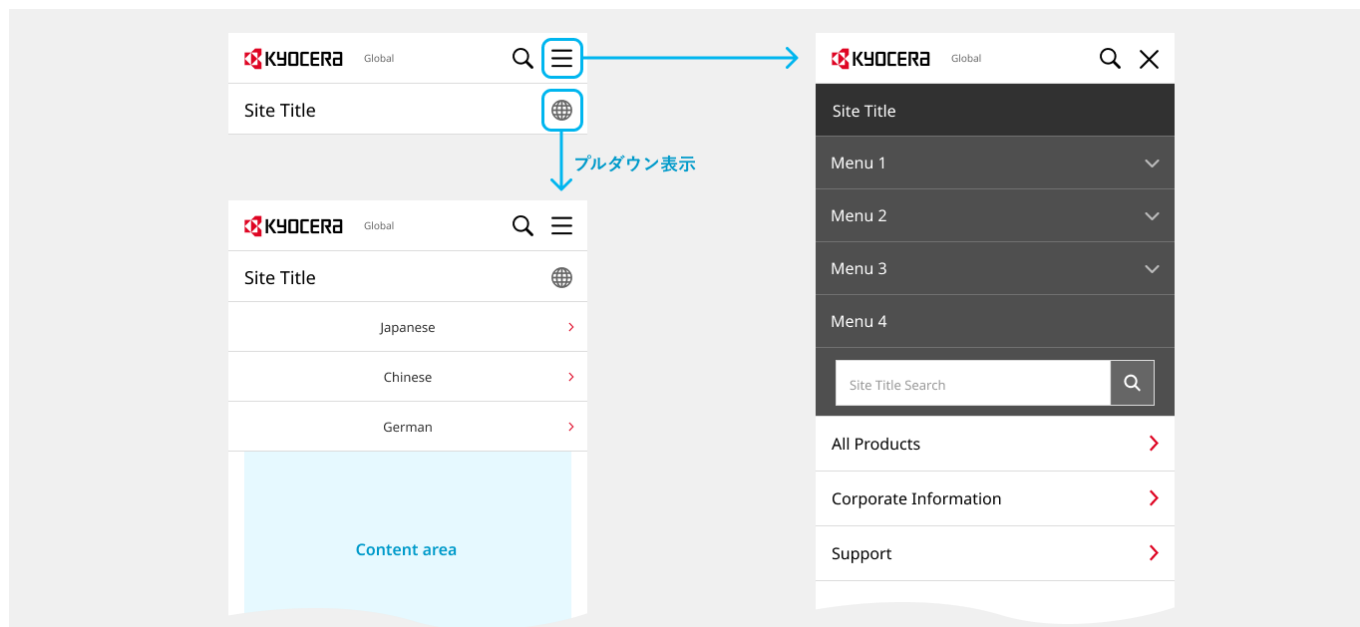 KYOCERA Global
Site Title
プルダウン表示
KYOCERA Global
Site Title
Japanese
Chinese
German
Content area
KYOCERA Global
Site Title
Menu 1
Menu 2
Menu 3
Menu 4
Site Title Search
All Products
Corporate Information
Support